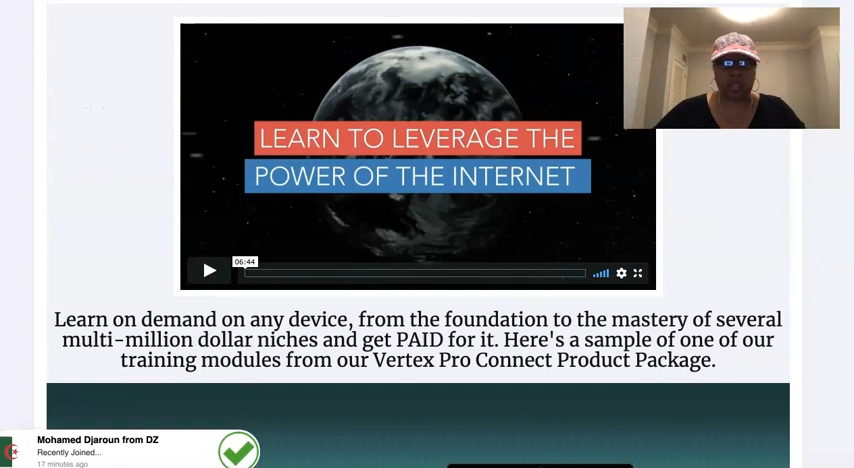 LEARN TO LEVERAGE THE
POWER OF THE INTERNET
06:44
Learn on demand on any device, from the foundation to the mastery of several
multi-million dollar niches and get PAID for it. Here's a sample of one of our
training modules from our Vertex Pro Connect Product Package.
Mohamed Djaroun from DZ
Recently Joined...
17 minutes ago